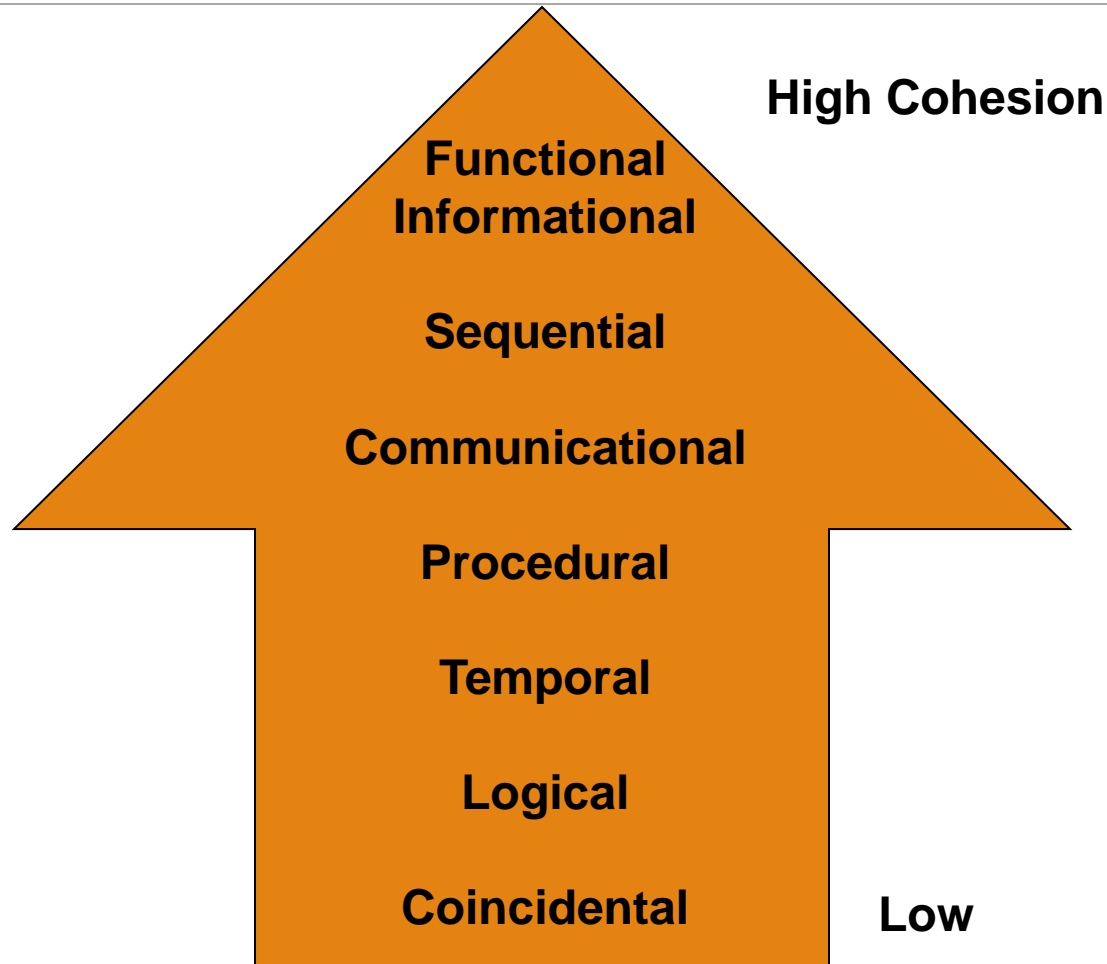 High Cohesion
Functional
Informational
Sequential
Communicational
Procedural
Temporal
Logical
Coincidental
Low